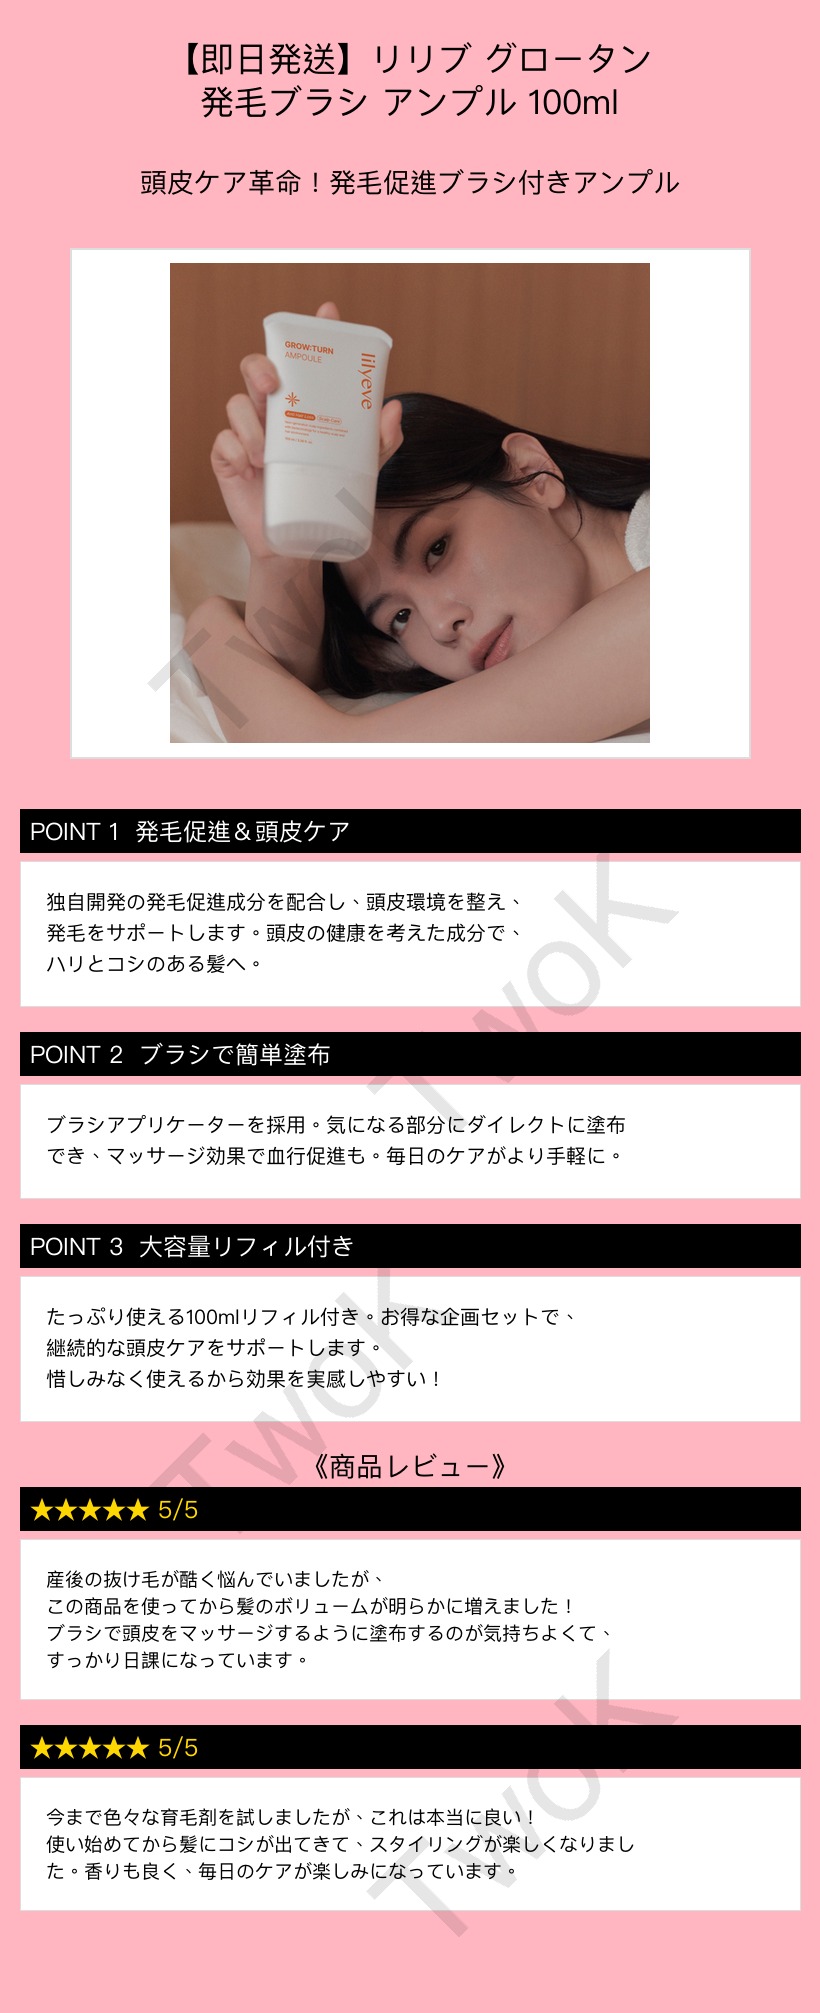 【即日発送】リリブ グロータン
発毛ブラシ アンプル 100ml
頭皮ケア革命！発毛促進ブラシ付きアンプル
GROW:TURN
AMPOULE
lilyeve
TwoK
POINT 1 発毛促進＆頭皮ケア
独自開発の発毛促進成分を配合し、頭皮環境を整え、
発毛をサポートします。頭皮の健康を考えた成分で、
ハリとコシのある髪へ。
TwoK
POINT 2 ブラシで簡単塗布
ブラシアプリケーターを採用。気になる部分にダイレクトに塗布
でき、マッサージ効果で血行促進も。毎日のケアがより手軽に。
POINT 3 大容量リフィル付き
たっぷり使える100mlリフィル付き。お得な企画セットで、
継続的な頭皮ケアをサポートします。
惜しみなく使えるから効果を実感しやすい！
TwoK
《商品レビュー》
★★★★★ 5/5
産後の抜け毛が酷く悩んでいましたが、
この商品を使ってから髪のボリュームが明らかに増えました！
ブラシで頭皮をマッサージするように塗布するのが気持ちよくて、
すっかり日課になっています。
★★★★★ 5/5
今まで色々な育毛剤を試しましたが、これは本当に良い！
使い始めてから髪にコシが出てきて、スタイリングが楽しくなりまし
た。香りも良く、毎日のケアが楽しみになっています。
TwoK